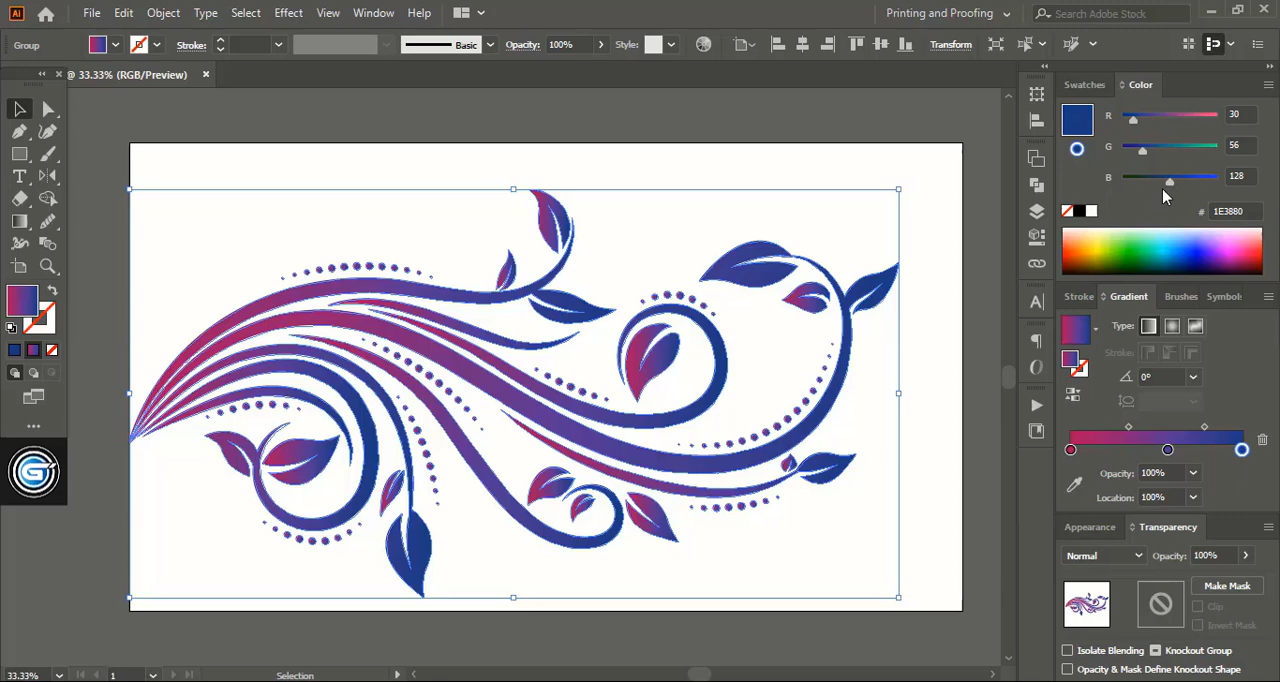 Ai File Edit Object Type Select Effect View Window Help Printing and Proofing Search Adobe Stock
Group Stroke: Basic Opacity: 100% Style: Transform
@ 33.33% (RGB/Preview)
Swatches Color
R 30
G 56
B 128
# 1E3880
Stroke Gradient Brushes Symbol:
Type:
Stroke:
0°
Opacity: 100%
Location: 100%
Appearance Transparency
Normal Opacity: 100%
Make Mask
Clip
Invert Mask
Isolate Blending Knockout Group
Opacity & Mask Define Knockout Shape
33.33% 1 Selection